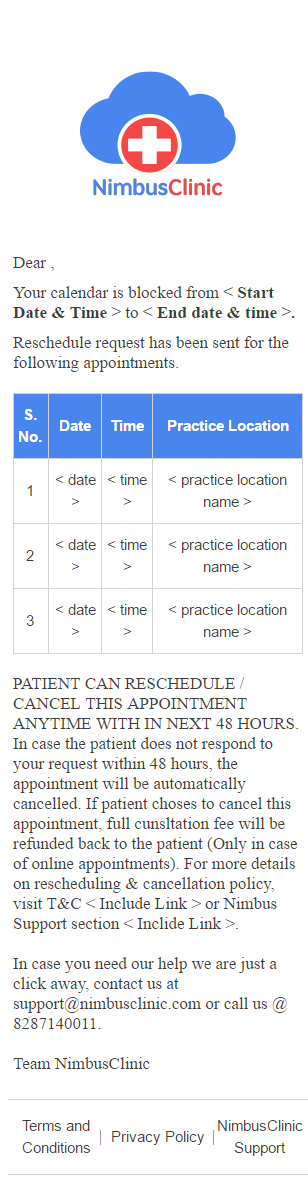 NimbusClinic
Dear ,
Your calendar is blocked from < Start
Date & Time > to < End date & time >.
Reschedule request has been sent for the
following appointments.
S. No. Date Time Practice Location
1 < date > < time > < practice location name >
2 < date > < time > < practice location name >
3 < date > < time > < practice location name >
PATIENT CAN RESCHEDULE /
CANCEL THIS APPOINTMENT
ANYTIME WITH IN NEXT 48 HOURS.
In case the patient does not respond to
your request within 48 hours, the
appointment will be automatically
cancelled. If patient choses to cancel this
appointment, full cunsltation fee will be
refunded back to the patient (Only in case
of online appointments). For more details
on rescheduling & cancellation policy,
visit T&C < Include Link > or Nimbus
Support section < Inclide Link >.
In case you need our help we are just a
click away, contact us at
support@nimbusclinic.com or call us @
8287140011.
Team NimbusClinic
Terms and Conditions | Privacy Policy | NimbusClinic Support